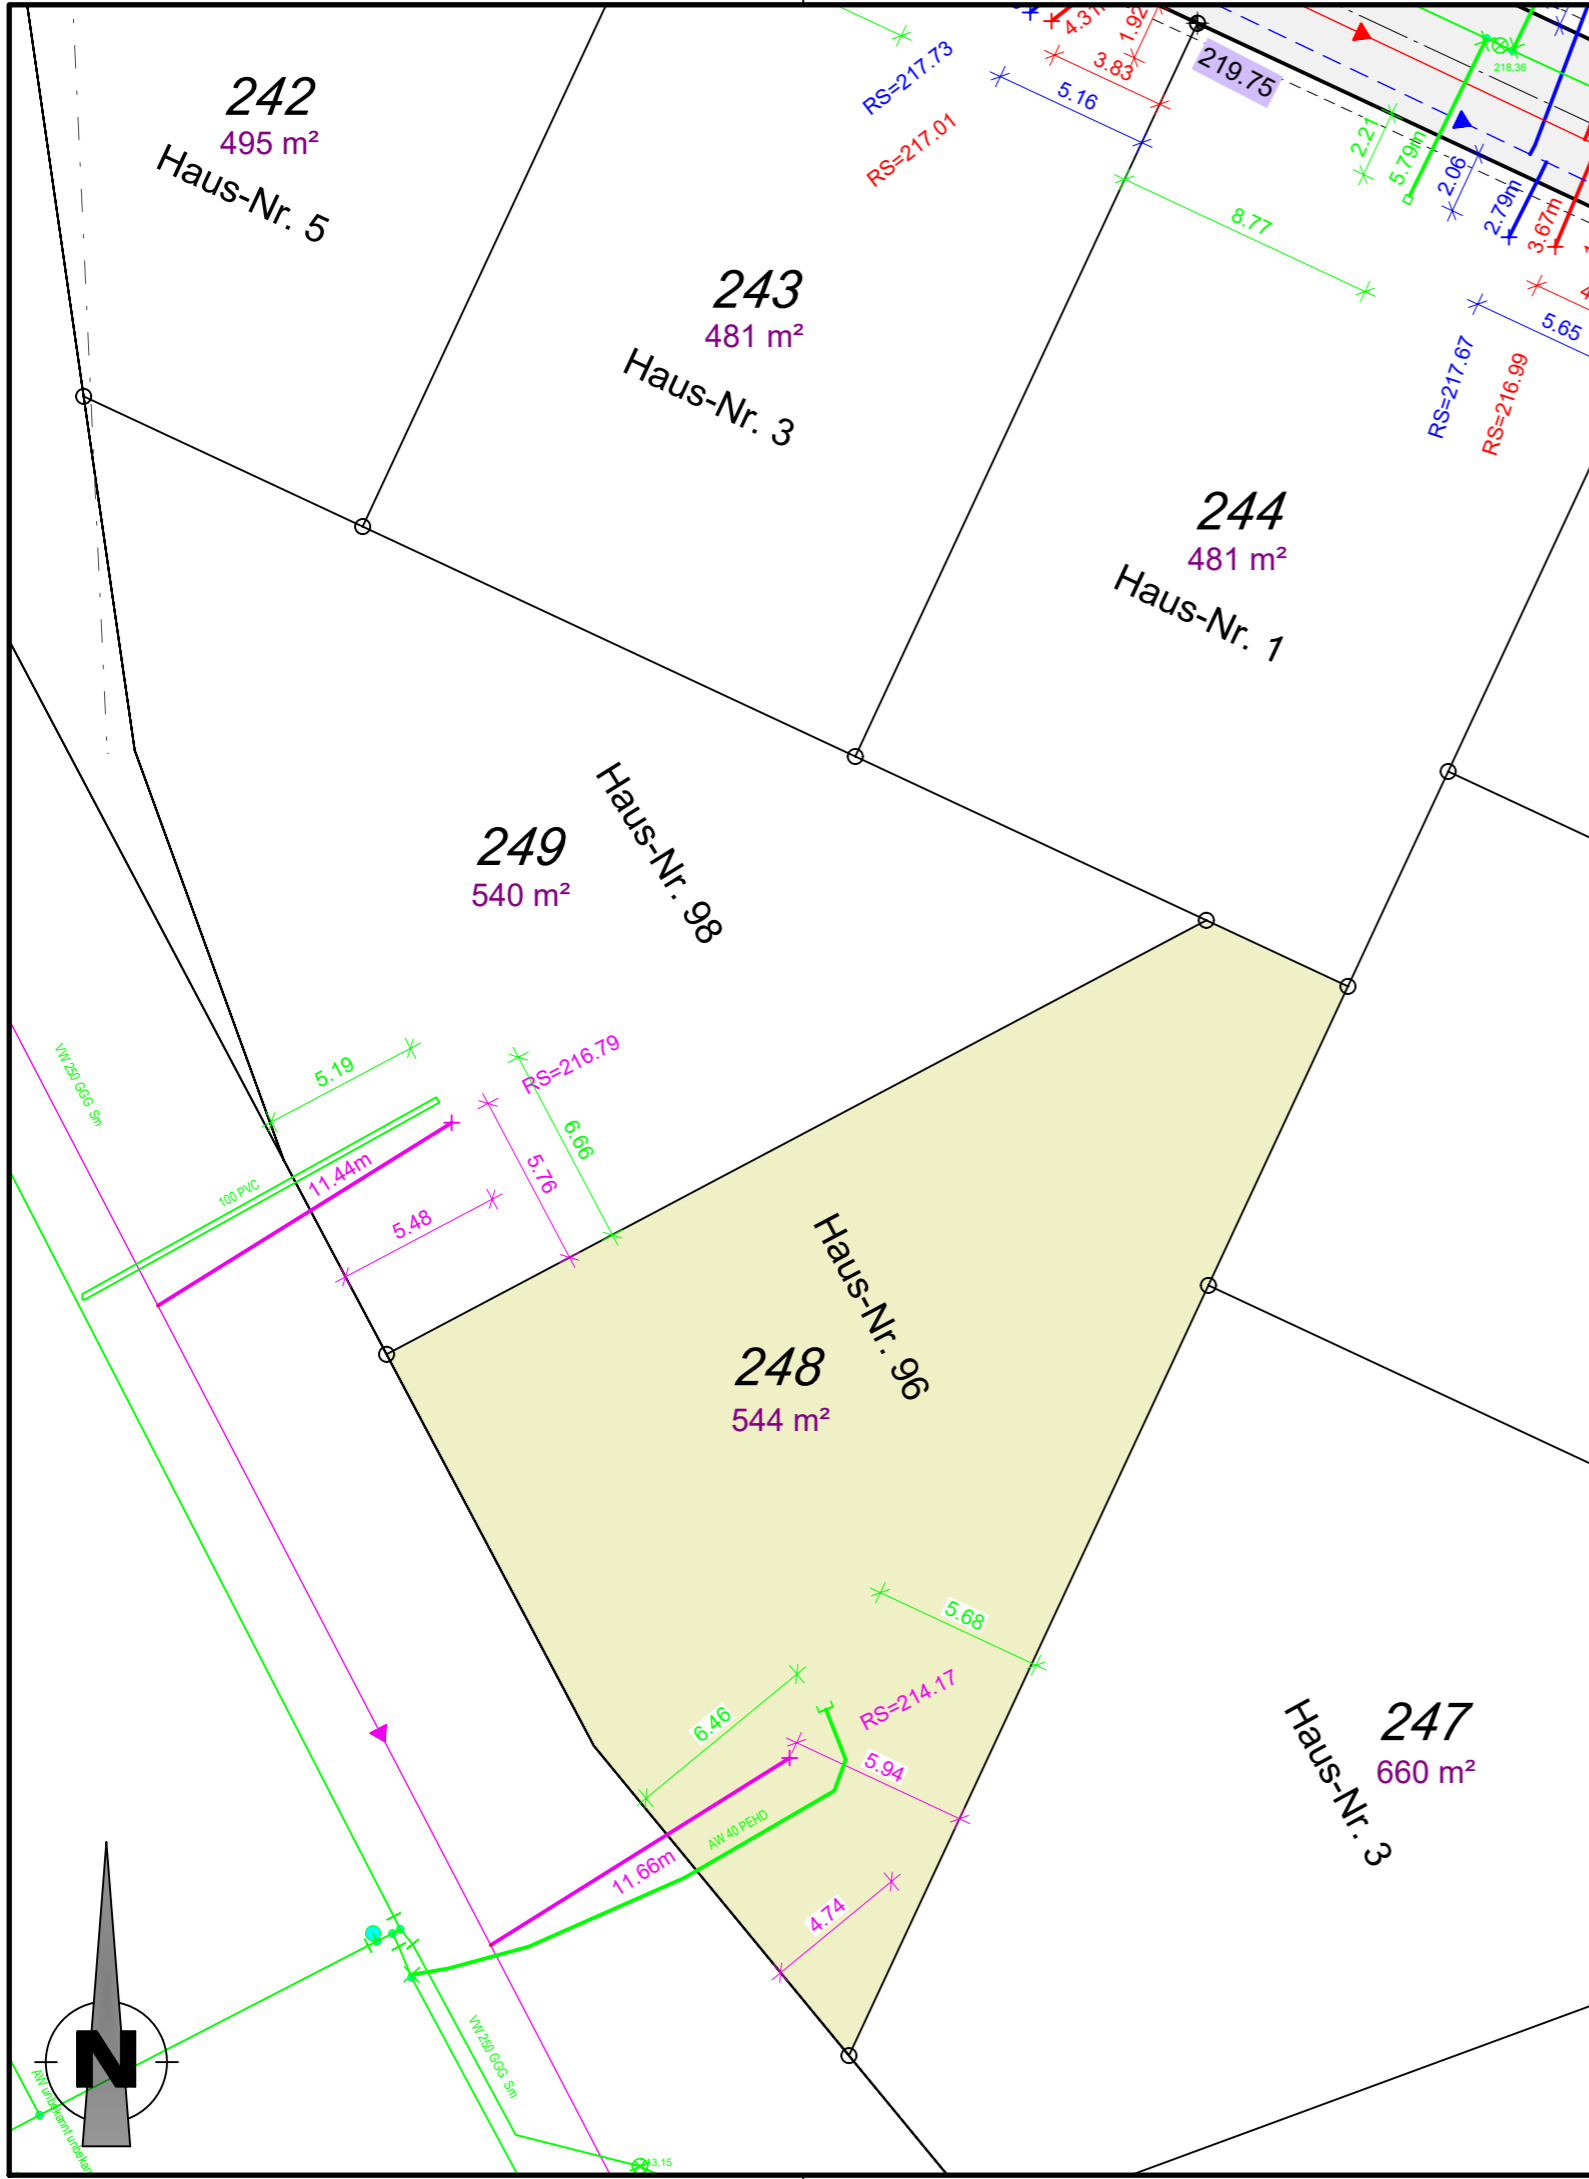 4.31
1.92
3.83
5.16
RS=217.73
RS=217.01
219.75
218,36
2.21
5.79m
2.06
2.79m
3.67m
8.77
5.65
RS=217.67
RS=216.99
242
495 m²
Haus-Nr. 5
243
481 m²
Haus-Nr. 3
244
481 m²
Haus-Nr. 1
249
540 m²
Haus-Nr. 98
VW 250 GGG Sm
5.19
RS=216.79
6.66
5.76
11.44m
100 PVC
5.48
Haus-Nr. 96
248
544 m²
5.68
6.46
RS=214.17
5.94
AW 40 PEHD
11.66m
4.74
247
660 m²
Haus-Nr. 3
N
VW 250 GGG Sm
AW unbekannt